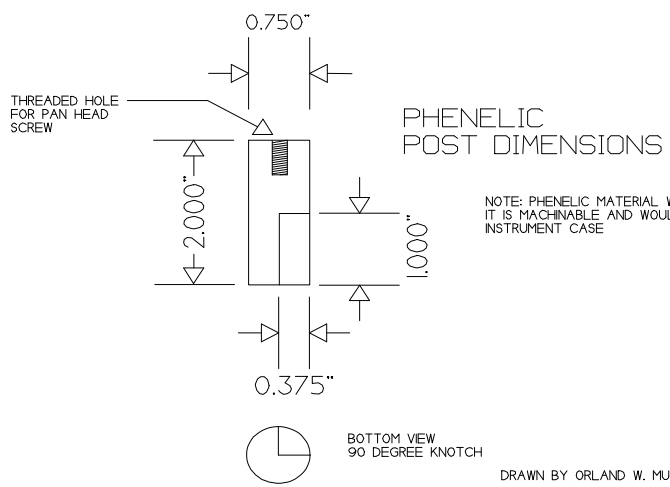 0.750"
THREADED HOLE
FOR PAN HEAD
SCREW
PHENELIC
POST DIMENSIONS
2.000"
1.000"
NOTE: PHENELIC MATERIAL
IT IS MACHINABLE AND
INSTRUMENT CASE
0.375"
BOTTOM VIEW
90 DEGREE KNOTCH
DRAWN BY ORLAND W.